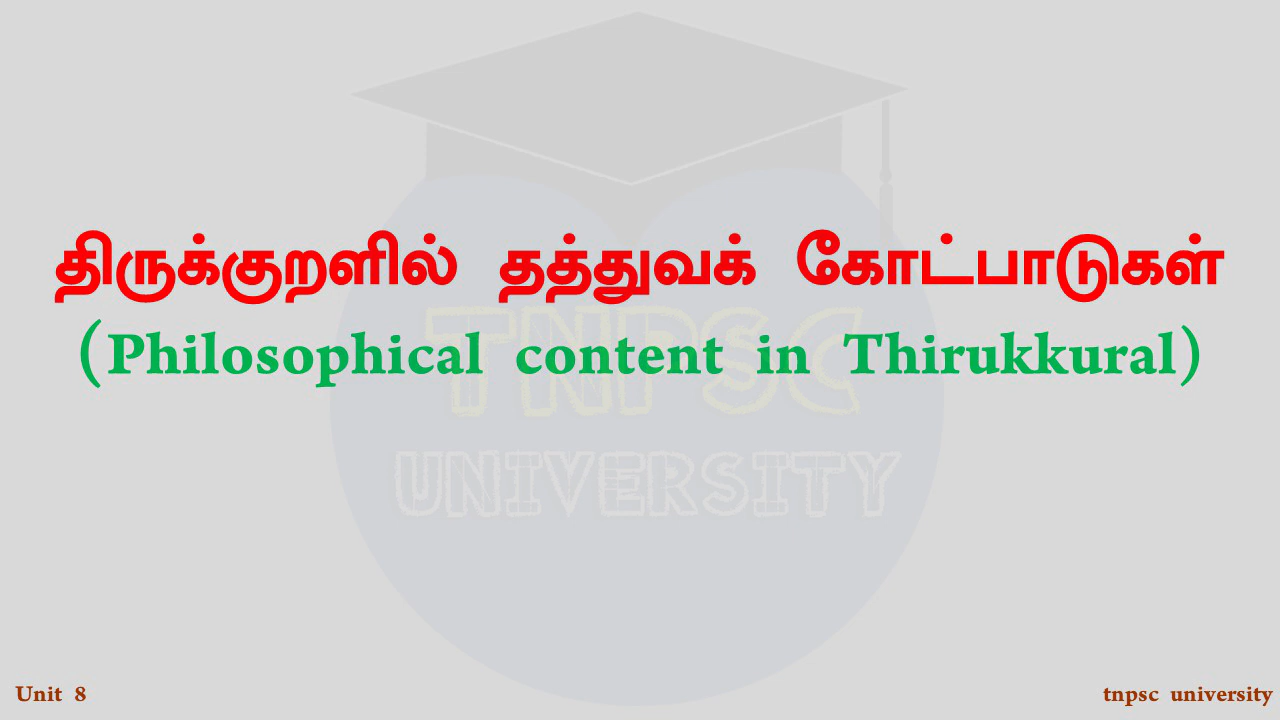 திருக்குறளில் தத்துவக் கோட்பாடுகள்
(Philosophical content in Thirukkural)
TNPSC
UNIVERSITY
Unit 8
tnpsc university